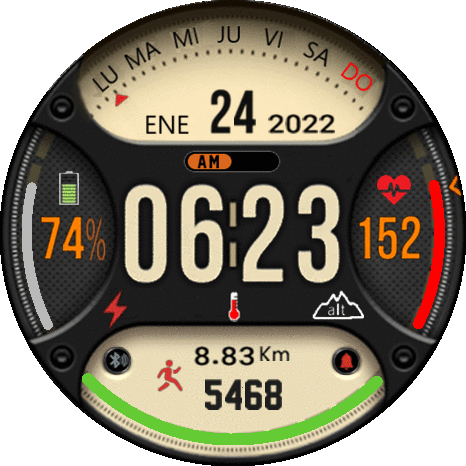 LU MA MI JU VI SA DO
ENE 24 2022
AM
74% 06:23 152
alt
8.83 Km
5468